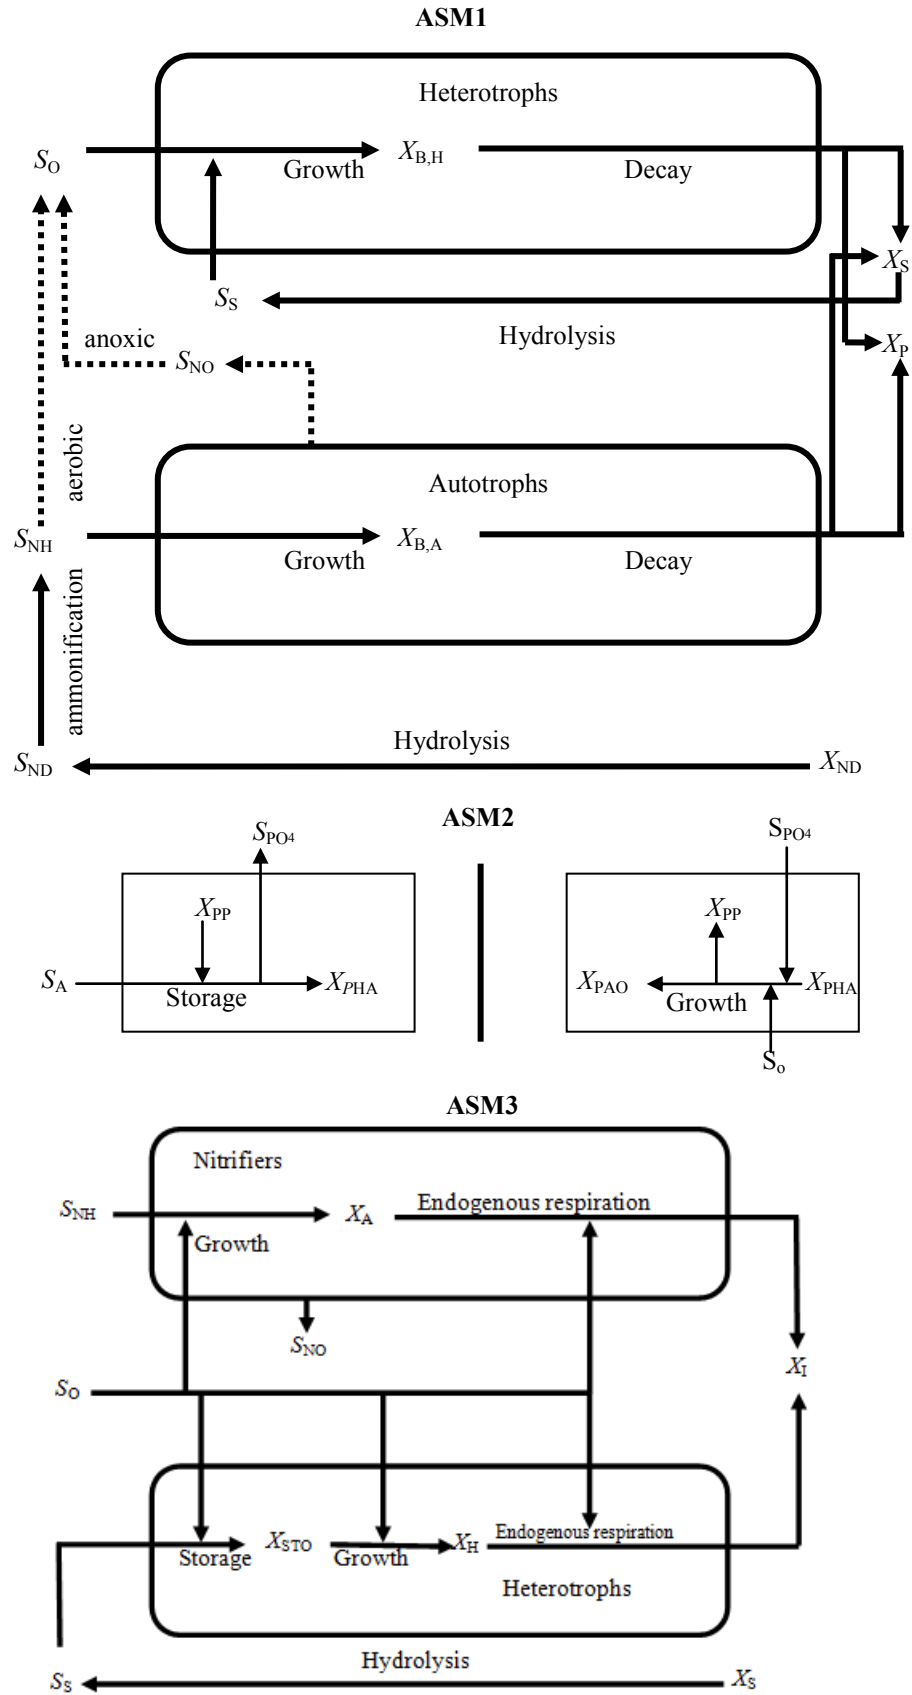 ASM1
Heterotrophs
S_O
Growth
X_B,H
Decay
X_S
S_S
Hydrolysis
anoxic
S_NO
X_P
aerobic
Autotrophs
S_NH
Growth
X_B,A
Decay
ammonification
Hydrolysis
S_ND
X_ND
ASM2
S_PO4
S_PO4
X_PP
X_PP
S_A
Storage
X_PHA
X_PAO
Growth
X_PHA
S_o
ASM3
Nitrifiers
S_NH
X_A
Endogenous respiration
Growth
S_NO
X_I
S_O
X_STO
X_H
Endogenous respiration
Storage
Growth
Heterotrophs
Hydrolysis
S_S
X_S